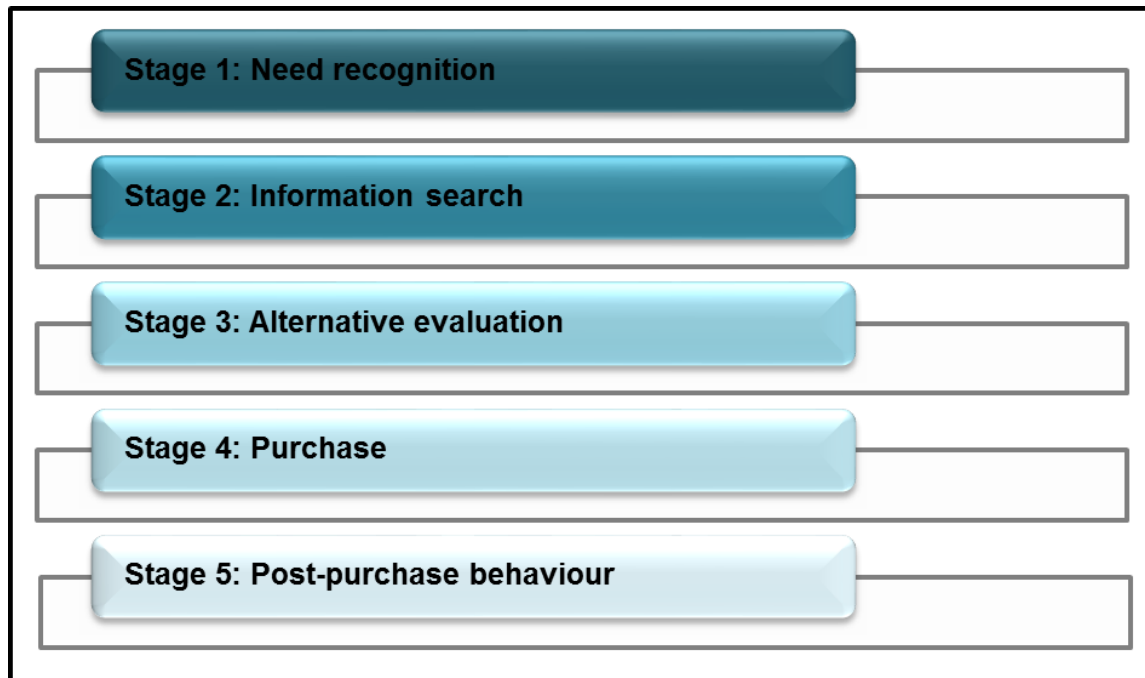 Stage 1: Need recognition
Stage 2: Information search
Stage 3: Alternative evaluation
Stage 4: Purchase
Stage 5: Post-purchase behaviour